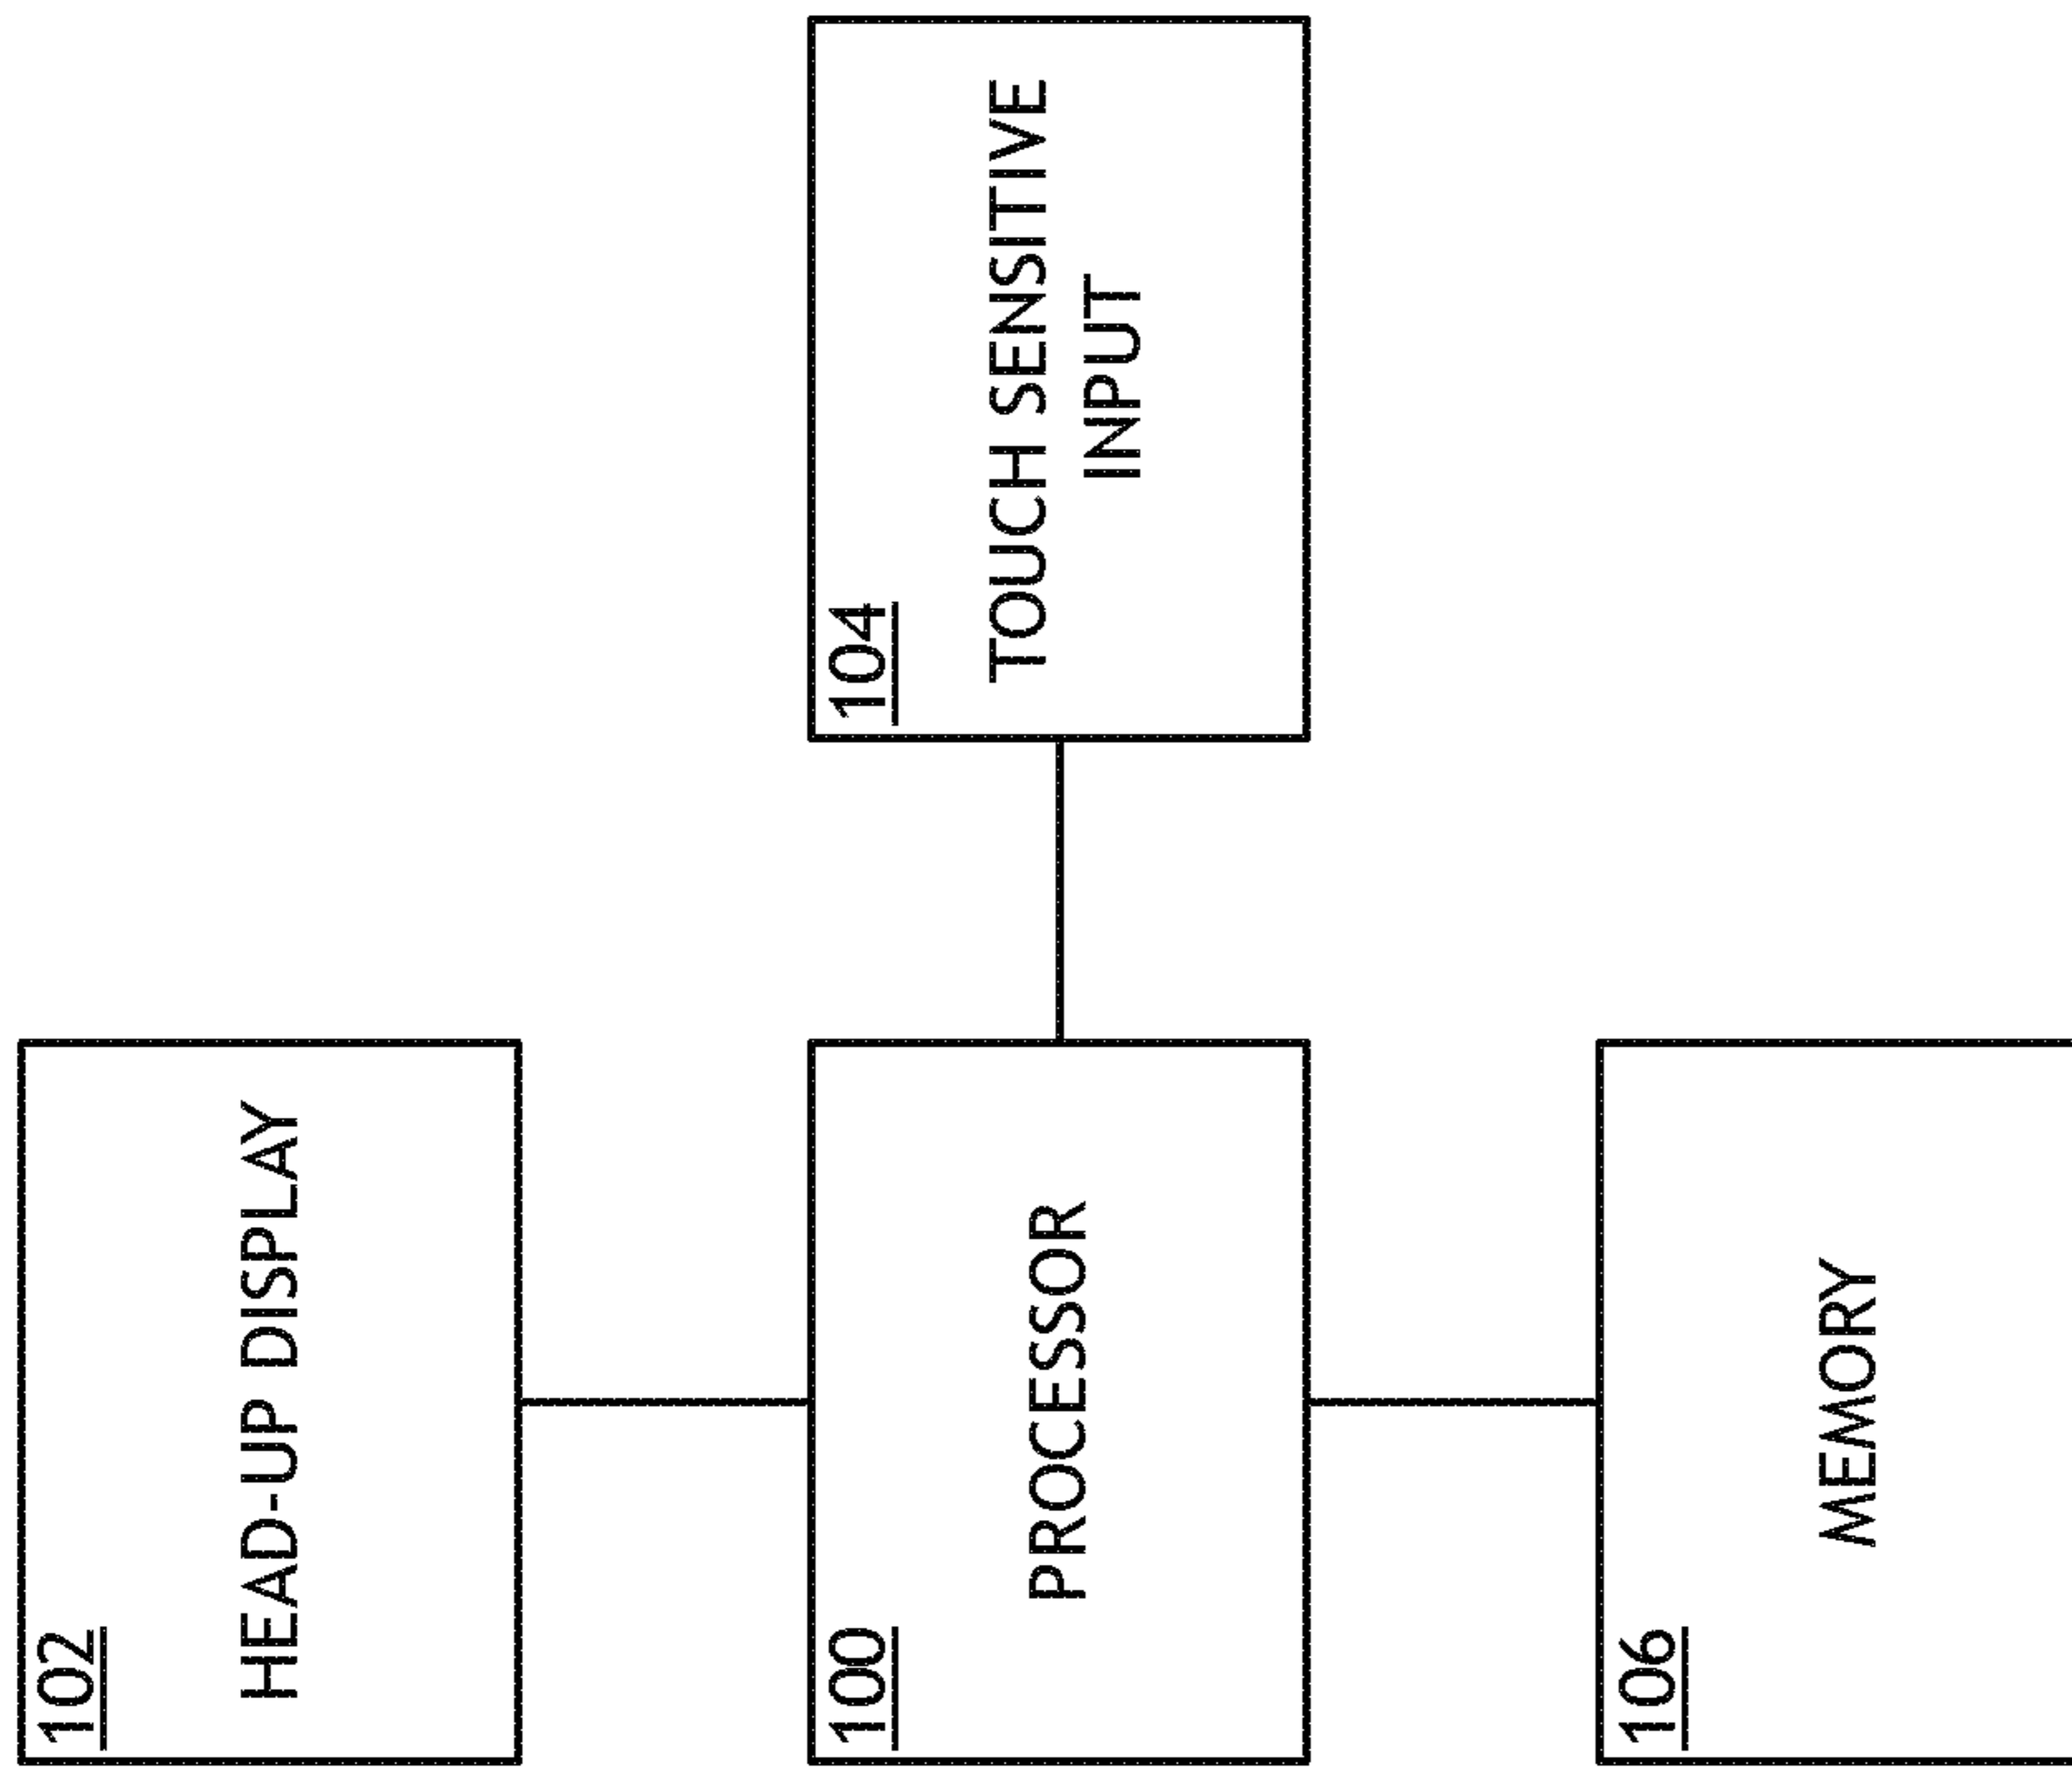 102
HEAD-UP DISPLAY
100
PROCESSOR
104
TOUCH SENSITIVE
INPUT
106
MEMORY